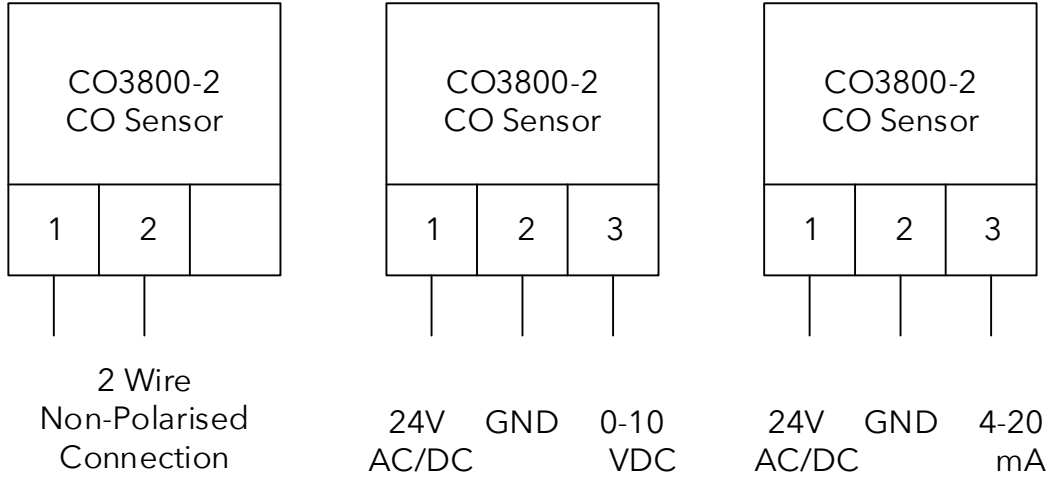 CO3800-2
CO Sensor
1 2
2 Wire
Non-Polarised
Connection
CO3800-2
CO Sensor
1 2 3
24V GND 0-10
AC/DC VDC
CO3800-2
CO Sensor
1 2 3
24V GND 4-20
AC/DC mA